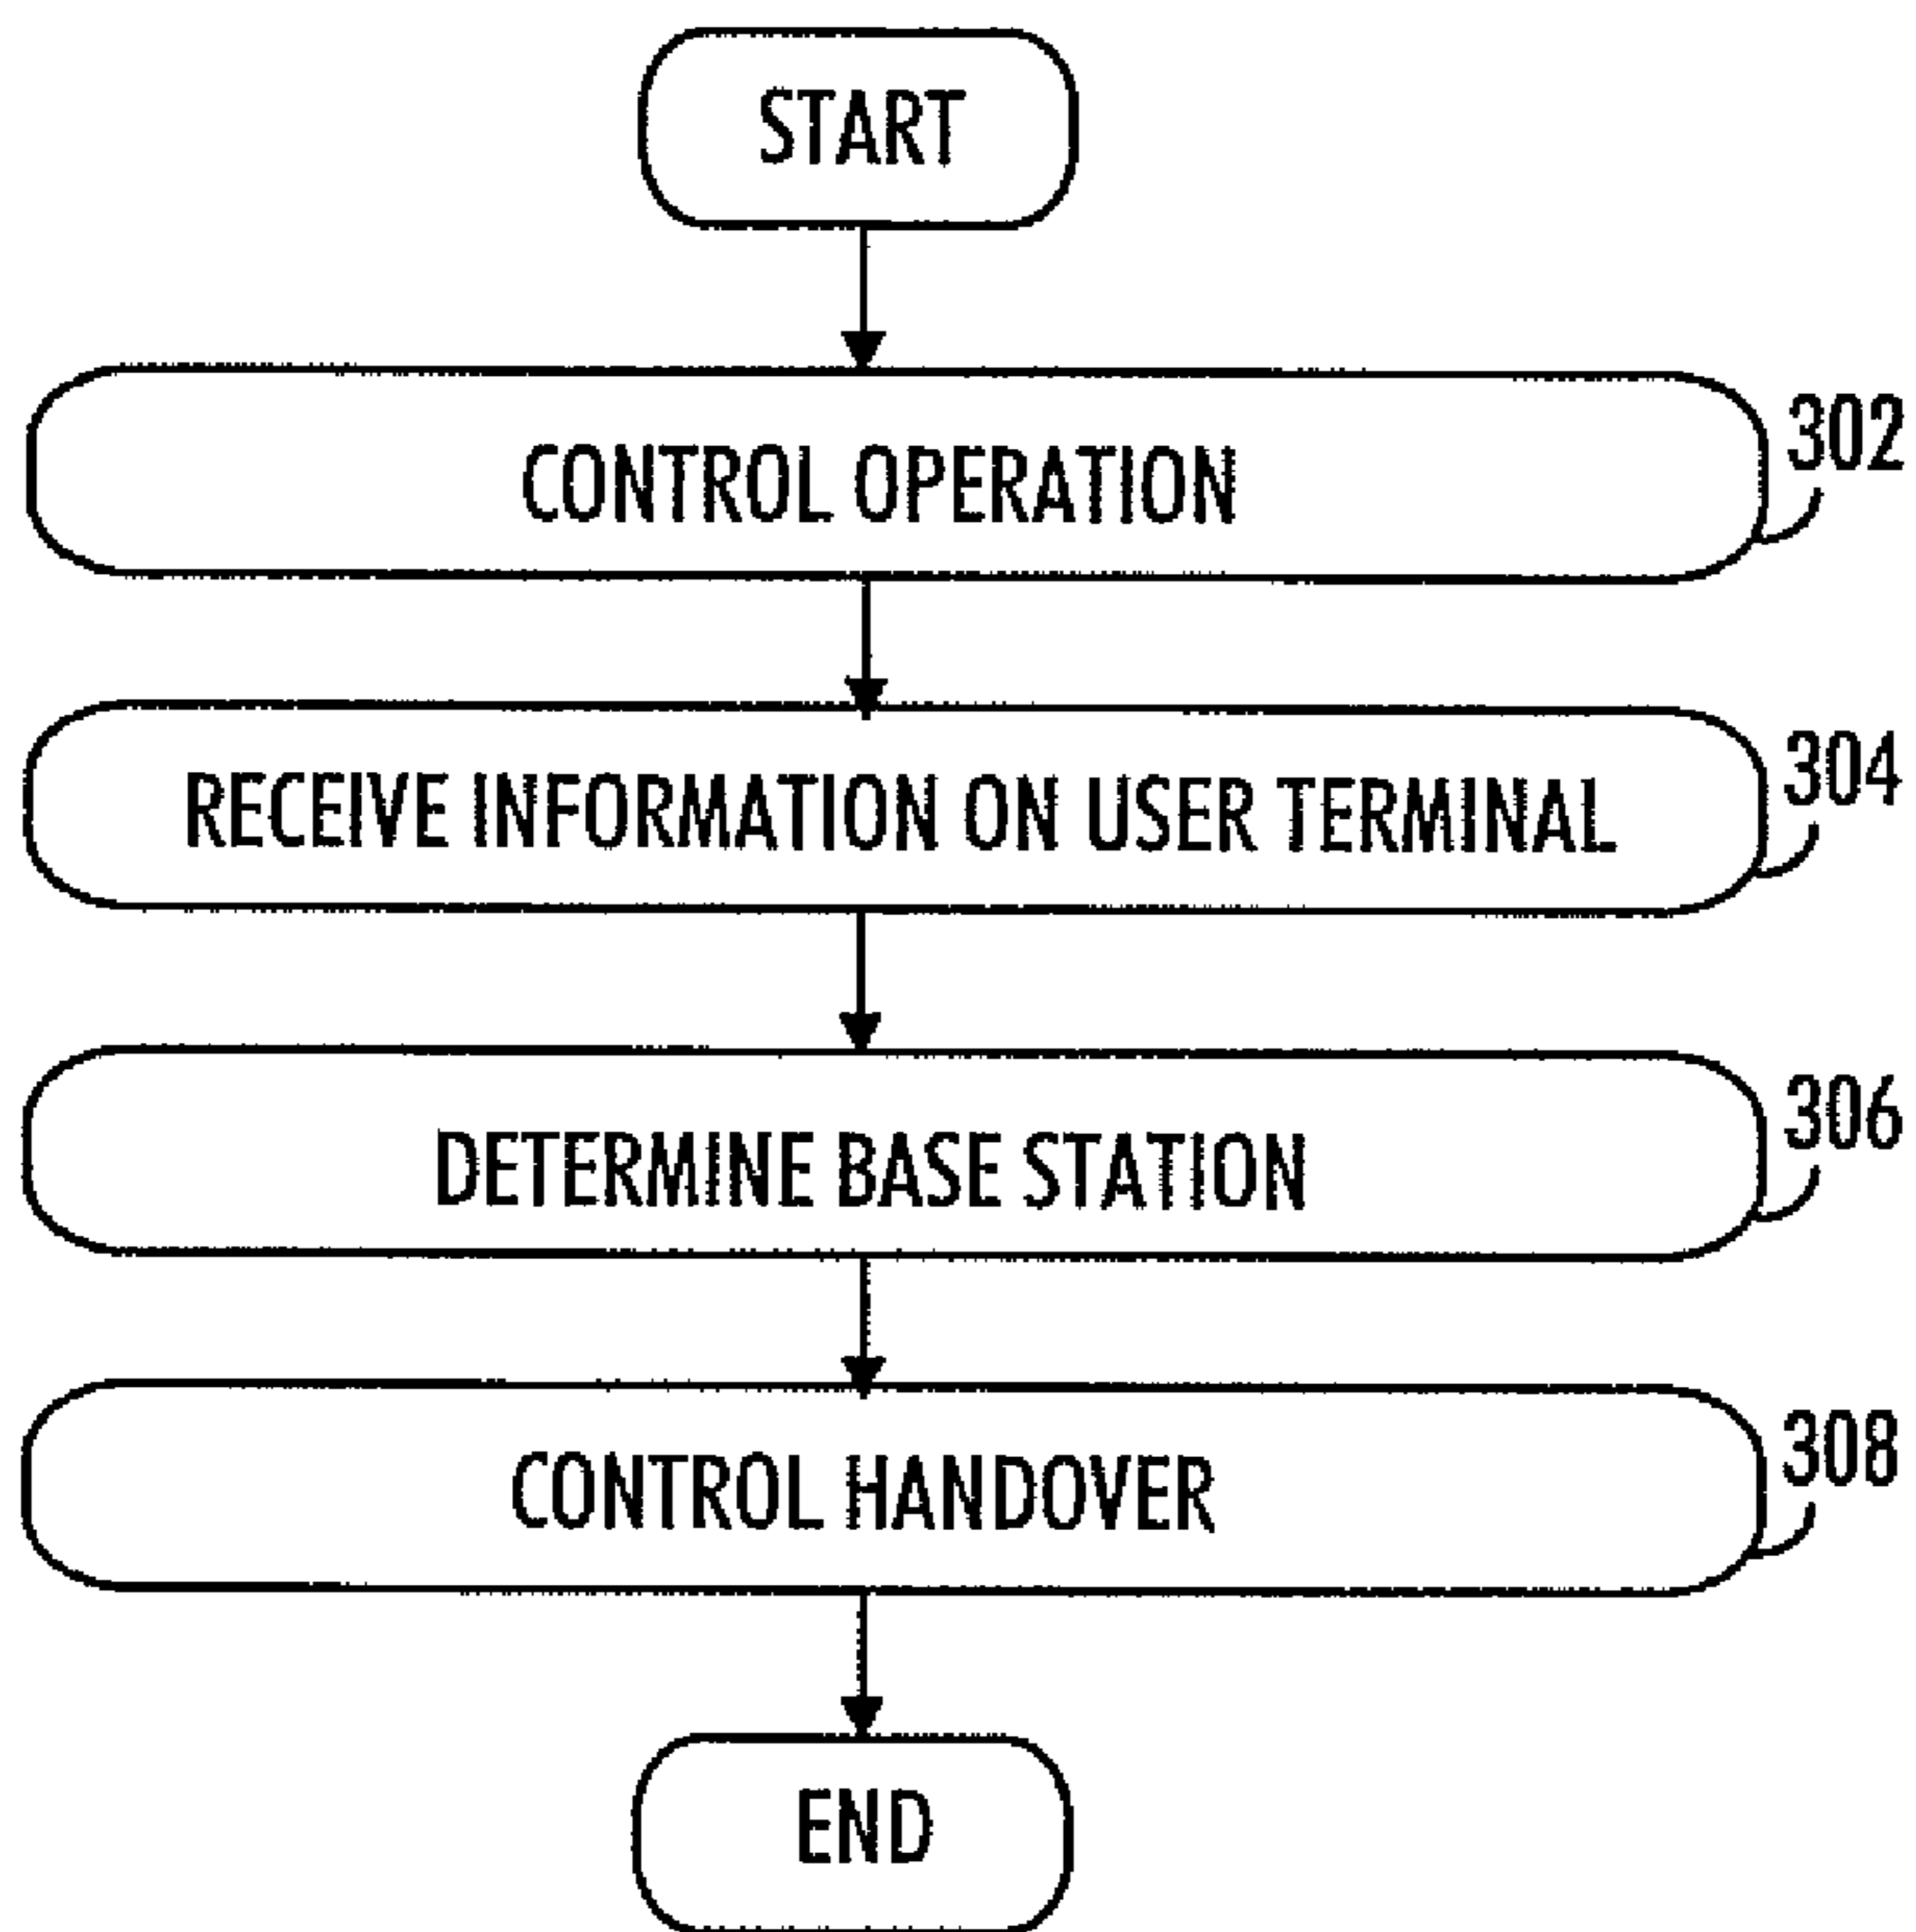 START
CONTROL OPERATION
302
RECEIVE INFORMATION ON USER TERMINAL
304
DETERMINE BASE STATION
306
CONTROL HANDOVER
308
END